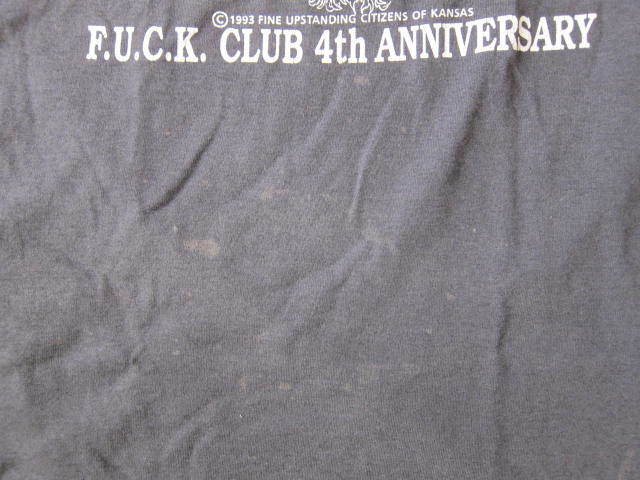 ©1993 FINE UPSTANDING CITIZENS OF KANSAS
F.U.C.K. CLUB 4th ANNIVERSARY